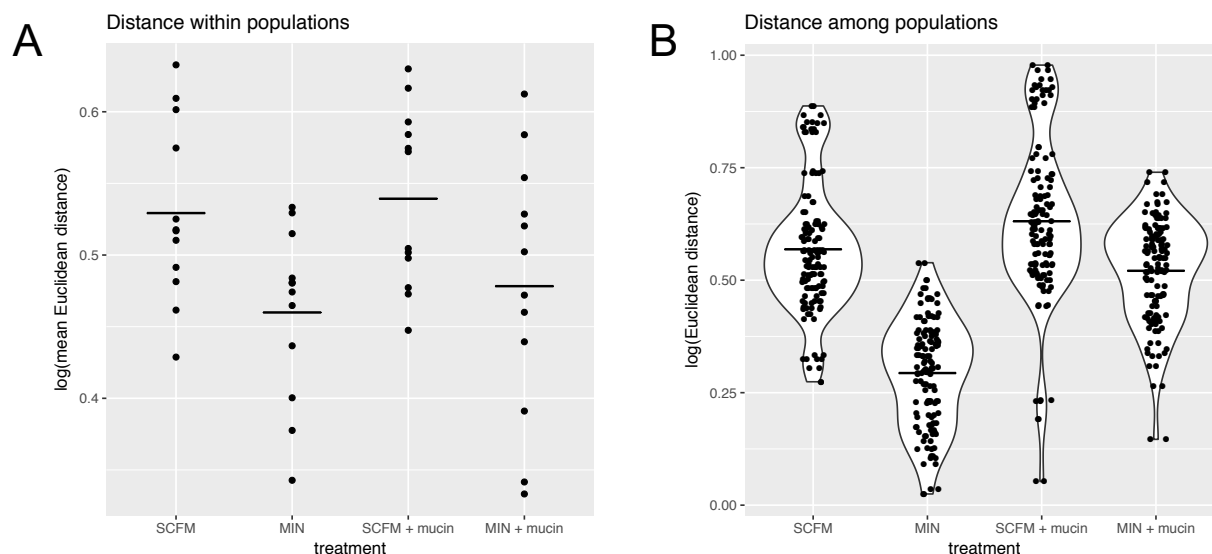 A
Distance within populations
log(mean Euclidean distance)
0.6
0.5
0.4
SCFM
MIN
SCFM + mucin
MIN + mucin
treatment
B
Distance among populations
log(Euclidean distance)
1.00
0.75
0.50
0.25
0.00
SCFM
MIN
SCFM + mucin
MIN + mucin
treatment